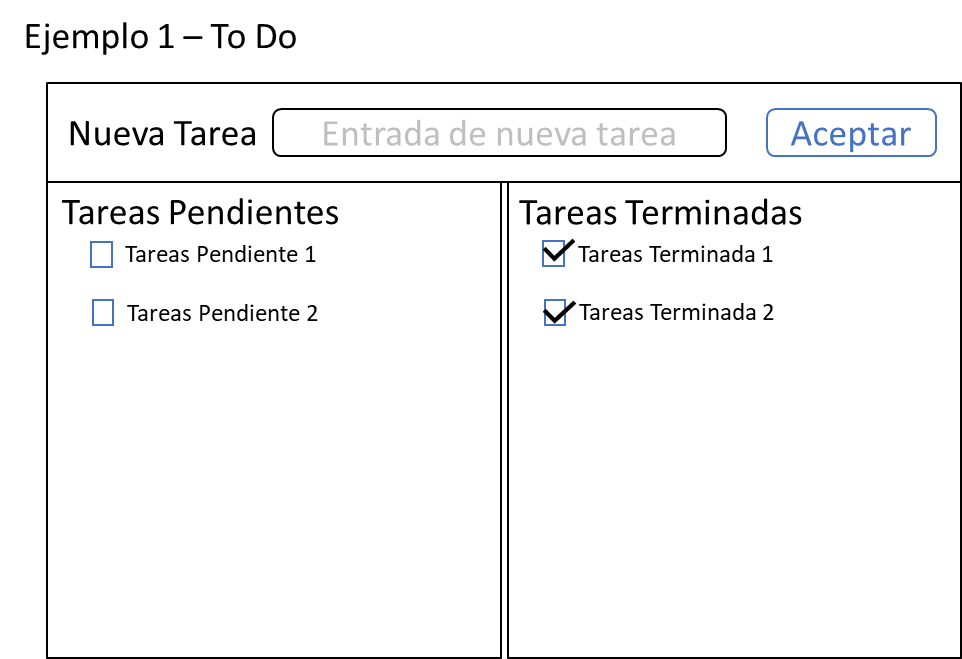 Ejemplo 1 – To Do
Nueva Tarea Entrada de nueva tarea Aceptar
Tareas Pendientes
Tareas Pendiente 1
Tareas Pendiente 2
Tareas Terminadas
Tareas Terminada 1
Tareas Terminada 2